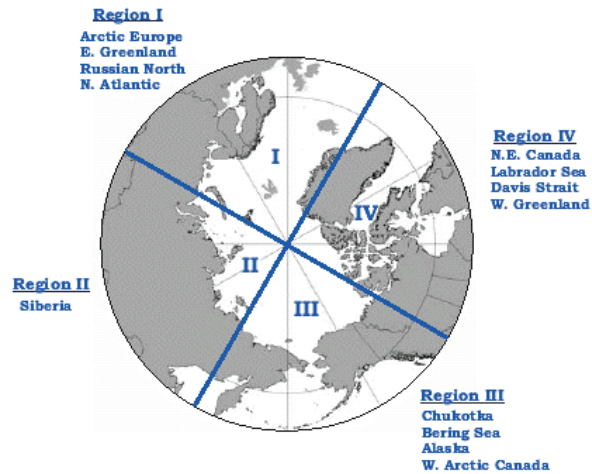 Region I
Arctic Europe
E. Greenland
Russian North
N. Atlantic
Region IV
N.E. Canada
Labrador Sea
Davis Strait
W. Greenland
I
IV
II
III
Region II
Siberia
Region III
Chukotka
Bering Sea
Alaska
W. Arctic Canada